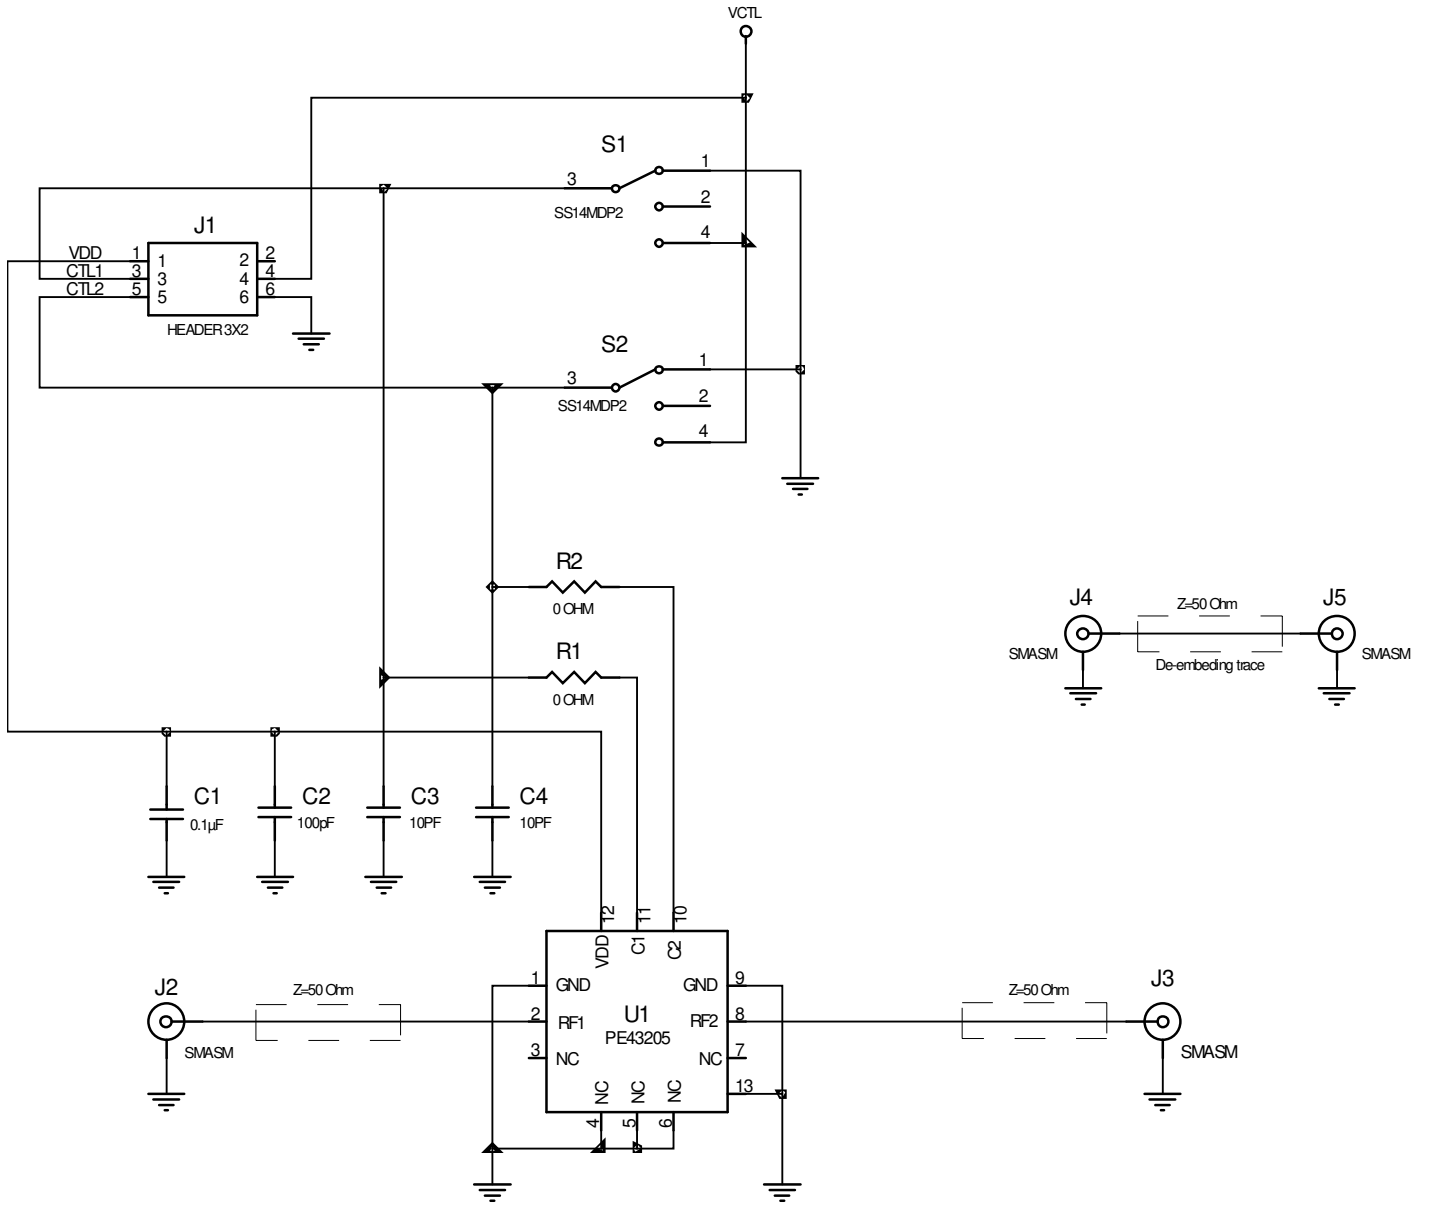 VCTL
S1
3
1
2
4
SS14MDP2
J1
VDD
CTL1
CTL2
1
3
5
1
3
5
2
4
6
2
4
6
HEADER 3X2
S2
3
1
2
4
SS14MDP2
R2
0 OHM
R1
0 OHM
J4
SMASM
Z=50 Ohm
De-embeding trace
J5
SMASM
C1
0.1µF
C2
100pF
C3
10PF
C4
10PF
12
11
10
VDD
C1
C2
J2
SMASM
Z=50 Ohm
1
GND
2
RF1
3
NC
U1
PE43205
GND
9
RF2
8
NC
7
13
NC
NC
NC
4
5
6
Z=50 Ohm
J3
SMASM